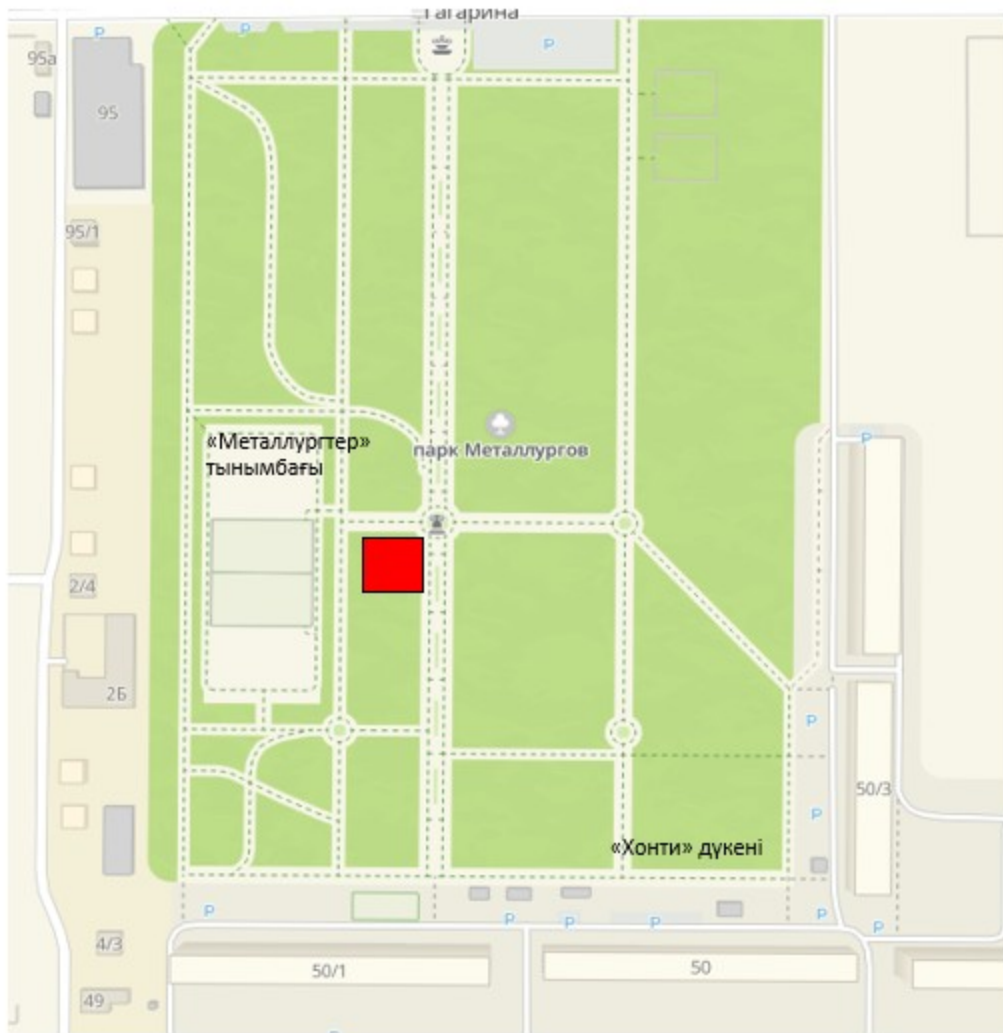 Гагарина
P
P
P
95а
95
95/1
«Металлургтер»
тынымбағы
парк Металлургов
P
2/4
2Б
P
50/3
P
«Хонти» дүкені
P
P
P
P
P
P
4/3
50/1
50
49